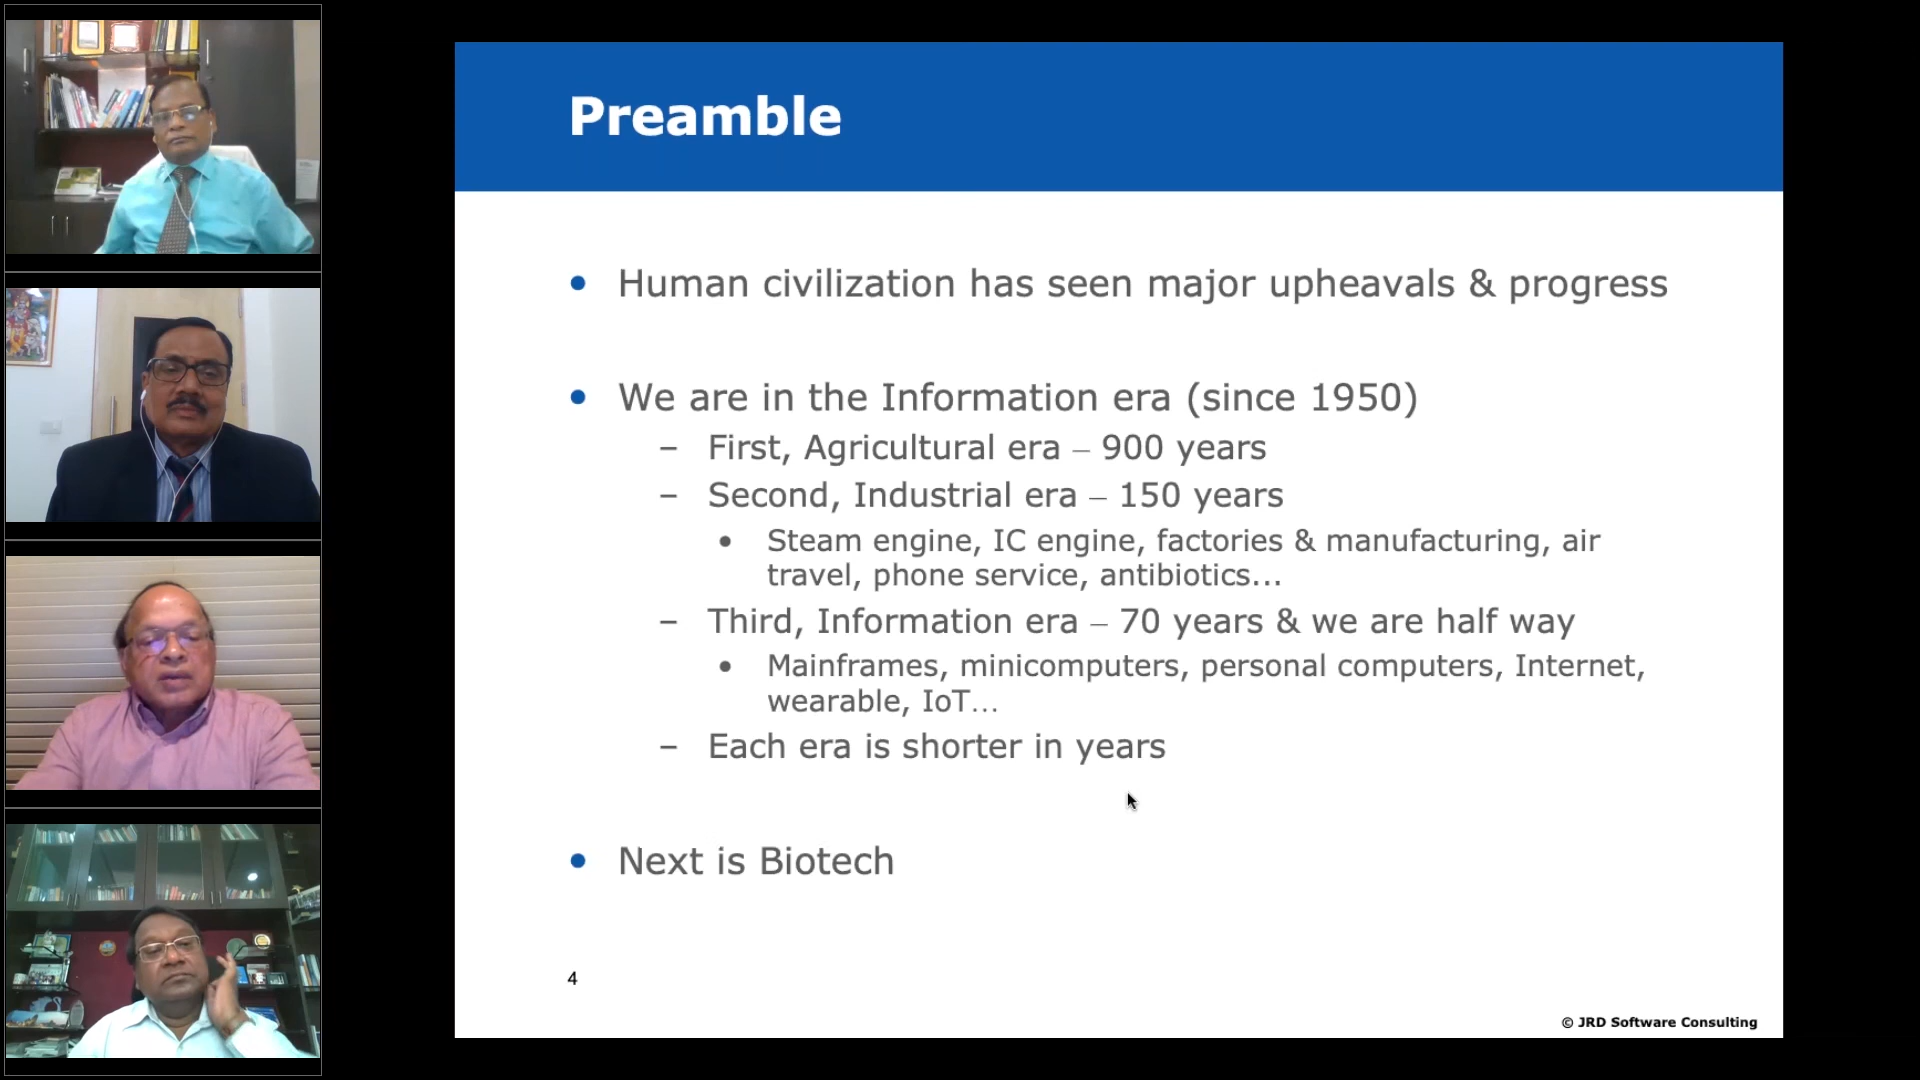 Preamble
• Human civilization has seen major upheavals & progress
• We are in the Information era (since 1950)
– First, Agricultural era – 900 years
– Second, Industrial era – 150 years
• Steam engine, IC engine, factories & manufacturing, air
travel, phone service, antibiotics...
– Third, Information era – 70 years & we are half way
• Mainframes, minicomputers, personal computers, Internet,
wearable, IoT...
– Each era is shorter in years
• Next is Biotech
4
© JRD Software Consulting